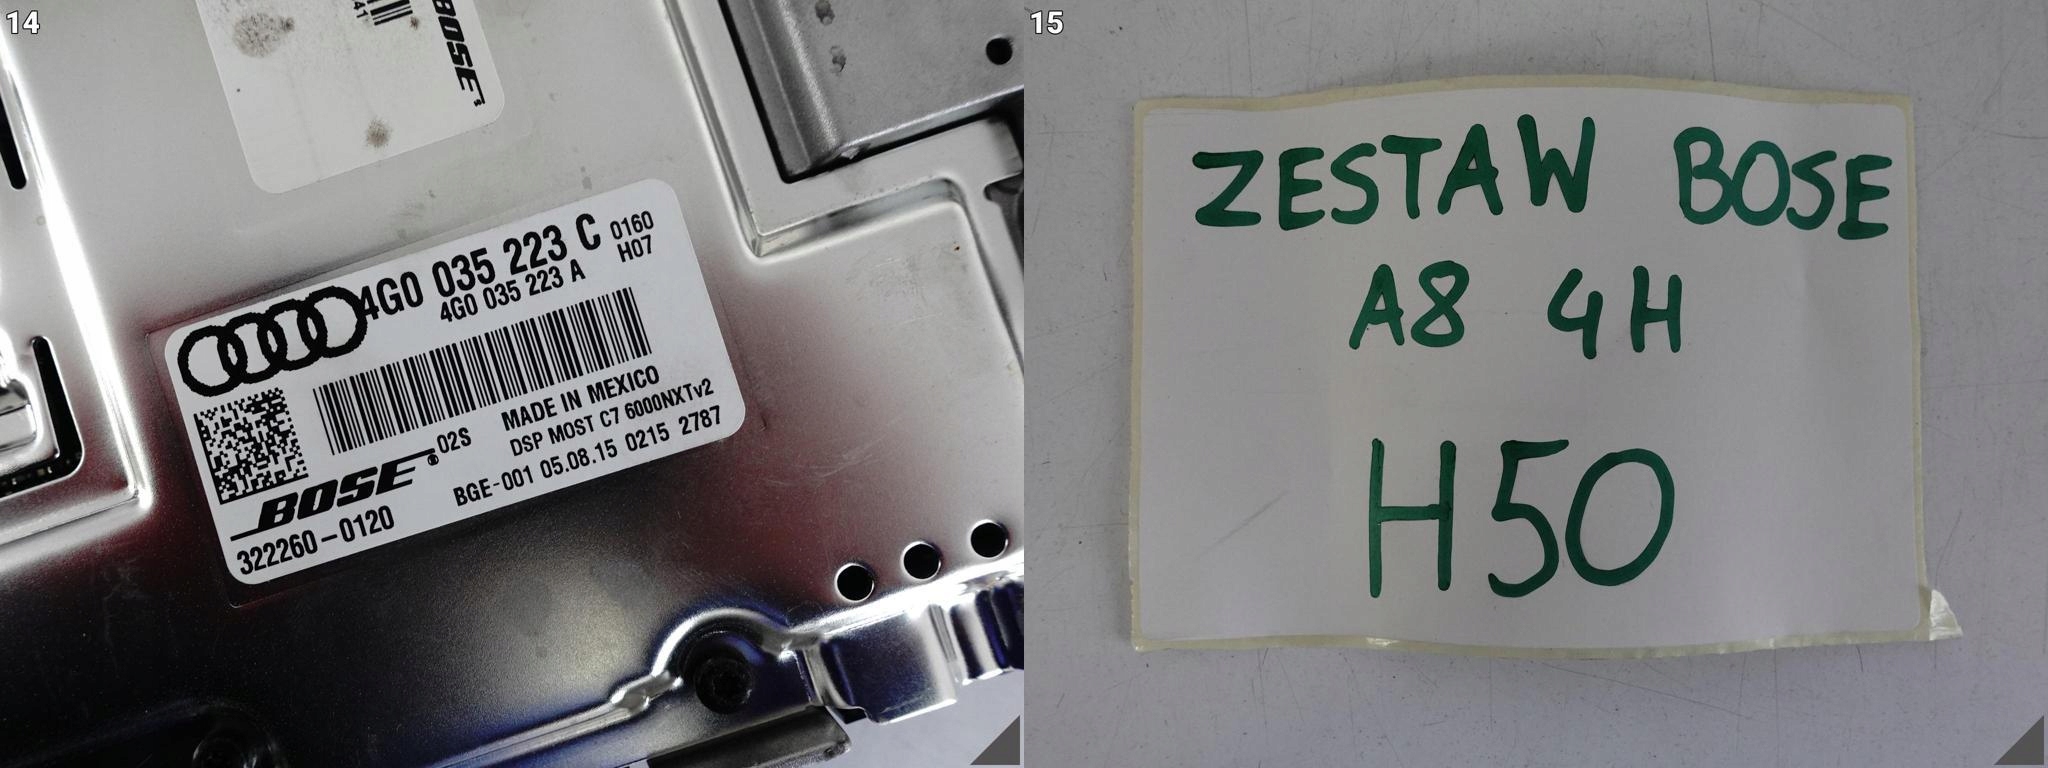 14
41
BOSE
4G0 035 223 C 0160
4G0 035 223 A H07
MADE IN MEXICO
DSP MOST C7 6000NXTv2
BOSE® 02S
BGE-001 05.08.15 0215 2787
322260-0120
15
ZESTAW BOSE
A8 4H
H50